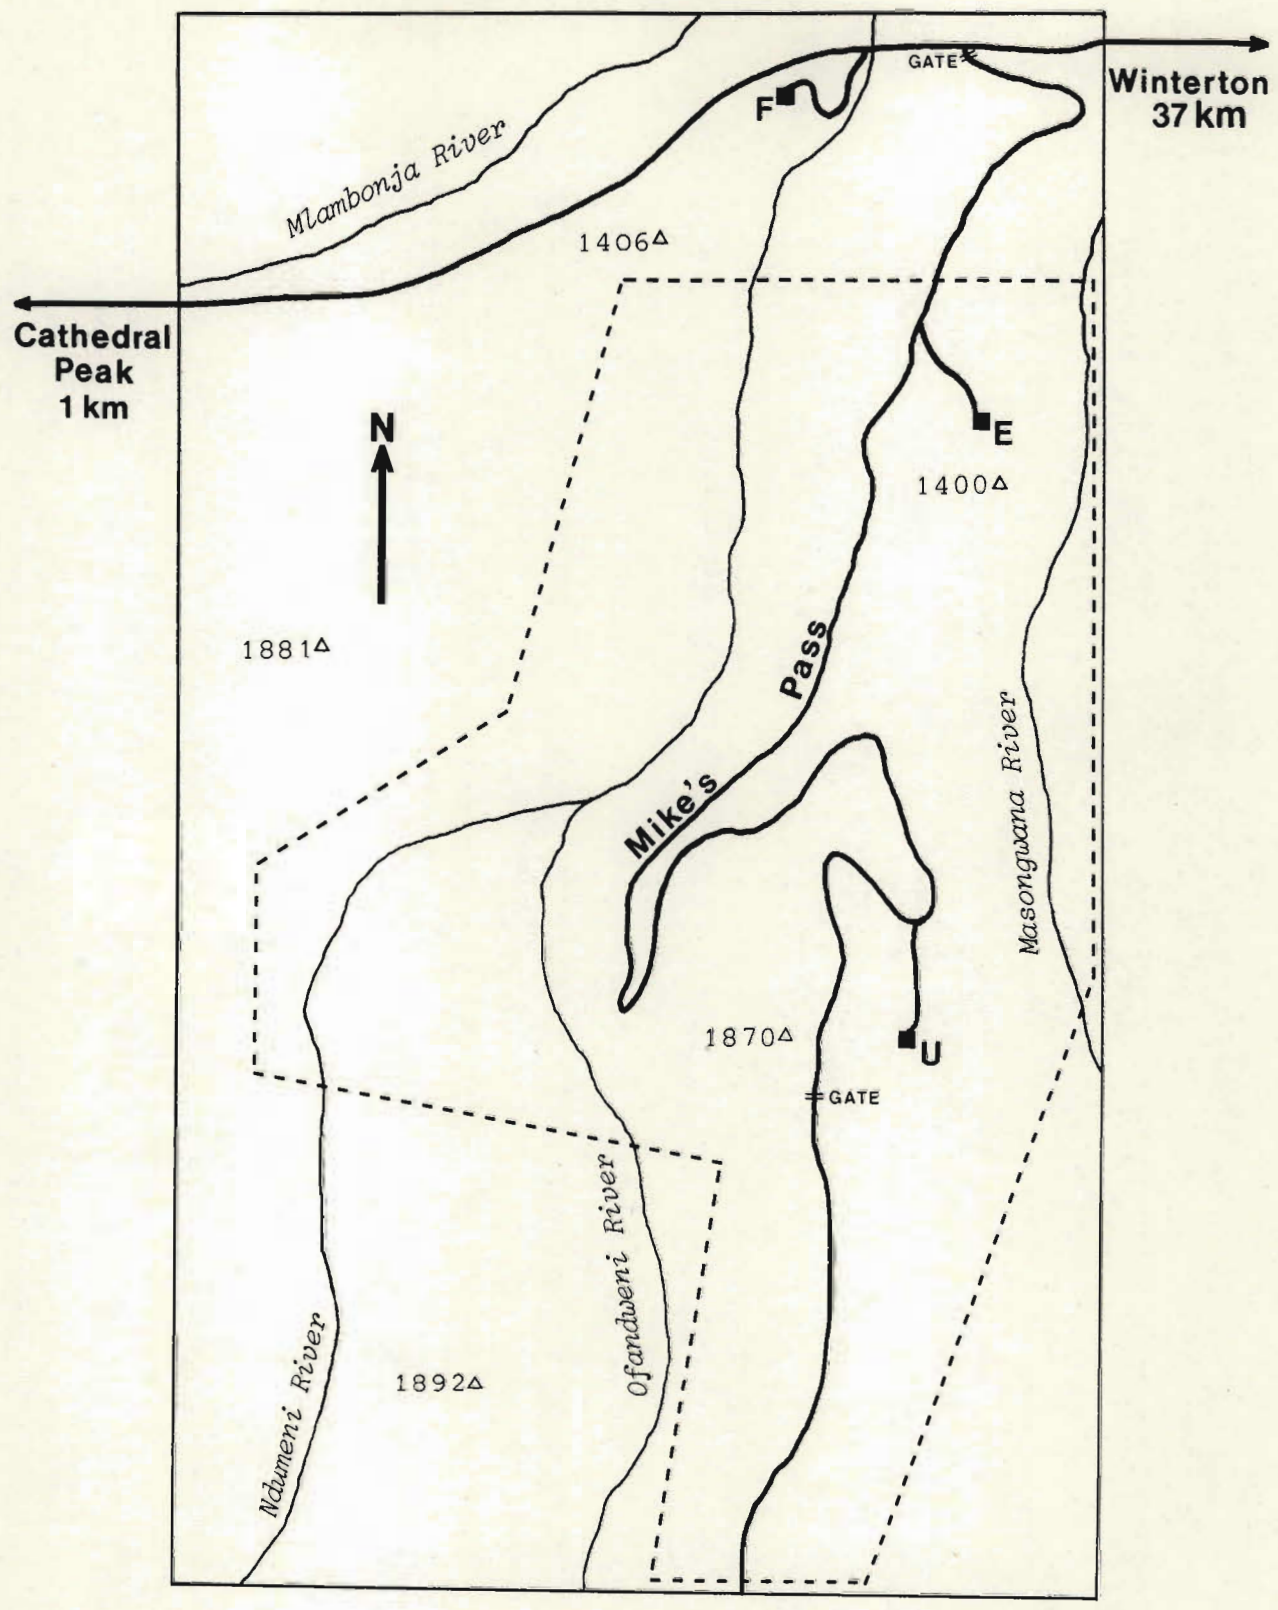 GATE
Winterton
37 km
F
Mlambonja River
1406
Cathedral
Peak
1 km
N
E
1400
1881
Pass
Mike's
Masongwana River
1870
U
GATE
Ofandweni River
1892
Ndumeni River